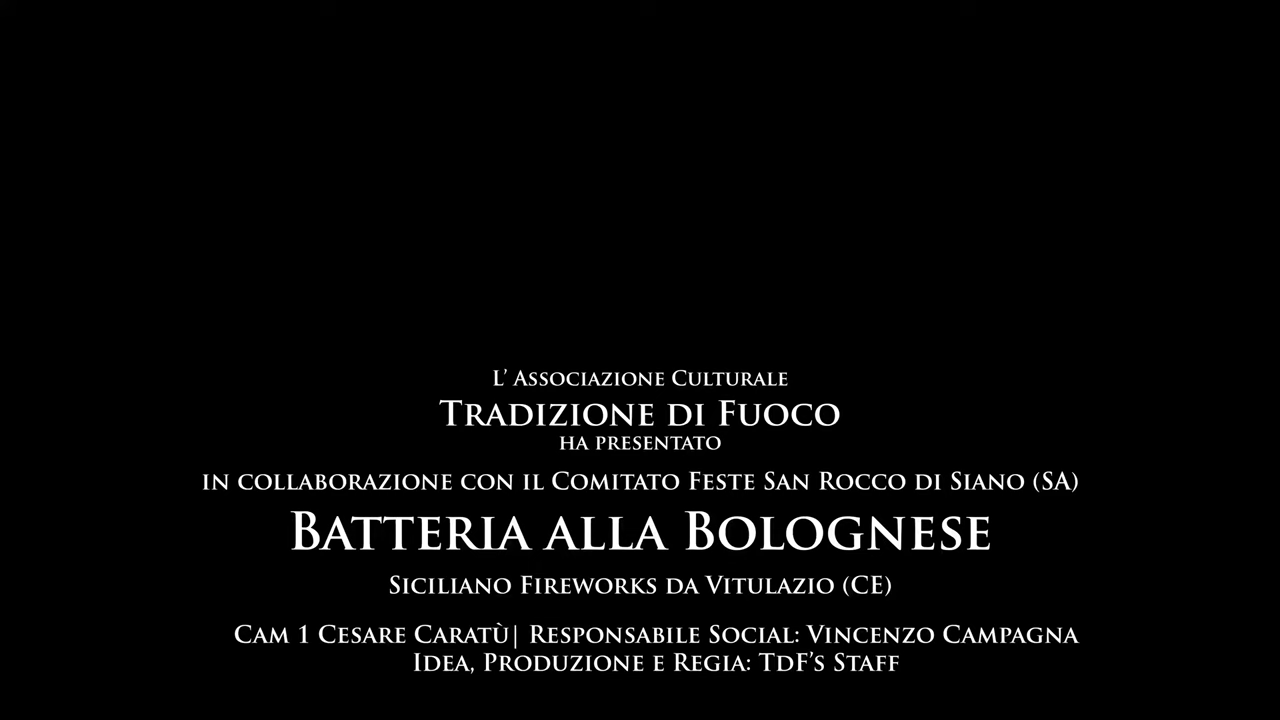 L' Associazione Culturale
Tradizione di Fuoco
ha presentato
in collaborazione con il Comitato Feste San Rocco di Siano (SA)
Batteria alla Bolognese
Siciliano Fireworks da Vitulazio (CE)
Cam 1 Cesare Caratù| Responsabile Social: Vincenzo Campagna
Idea, Produzione e Regia: TdF's Staff